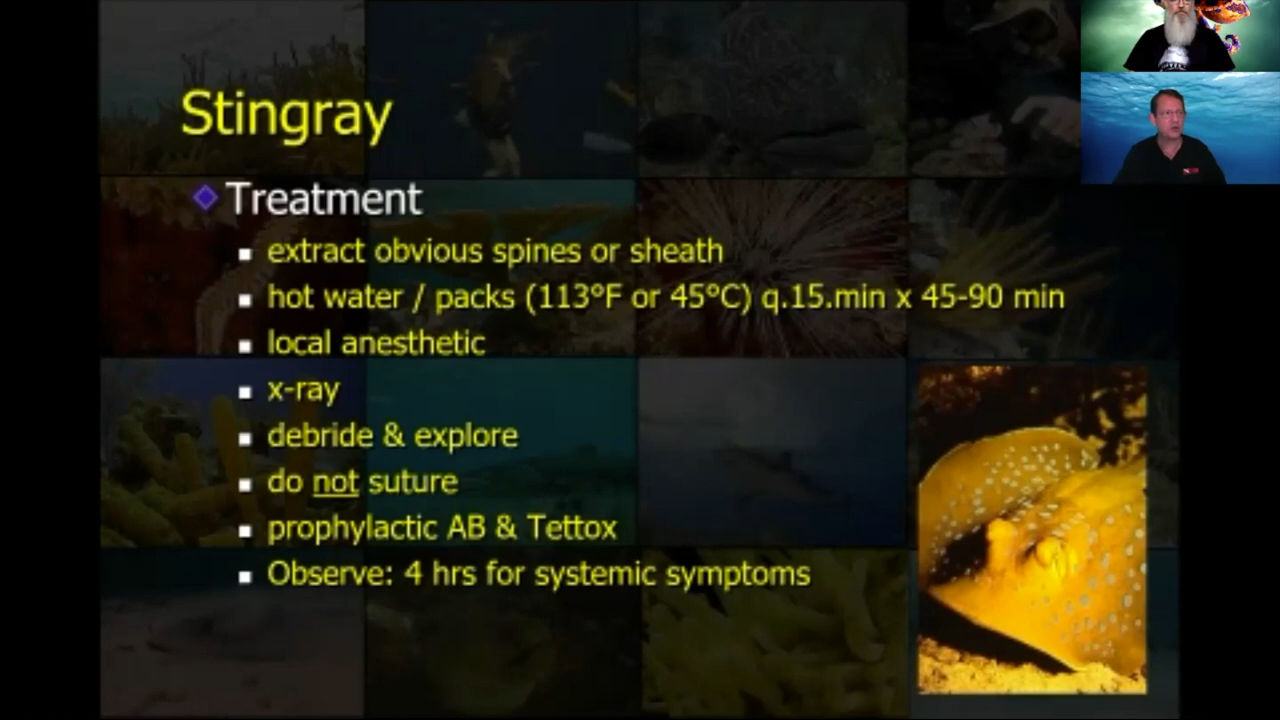 Stingray
Treatment
extract obvious spines or sheath
hot water / packs (113°F or 45°C) q.15.min x 45-90 min
local anesthetic
x-ray
debride & explore
do not suture
prophylactic AB & Tettox
Observe: 4 hrs for systemic symptoms